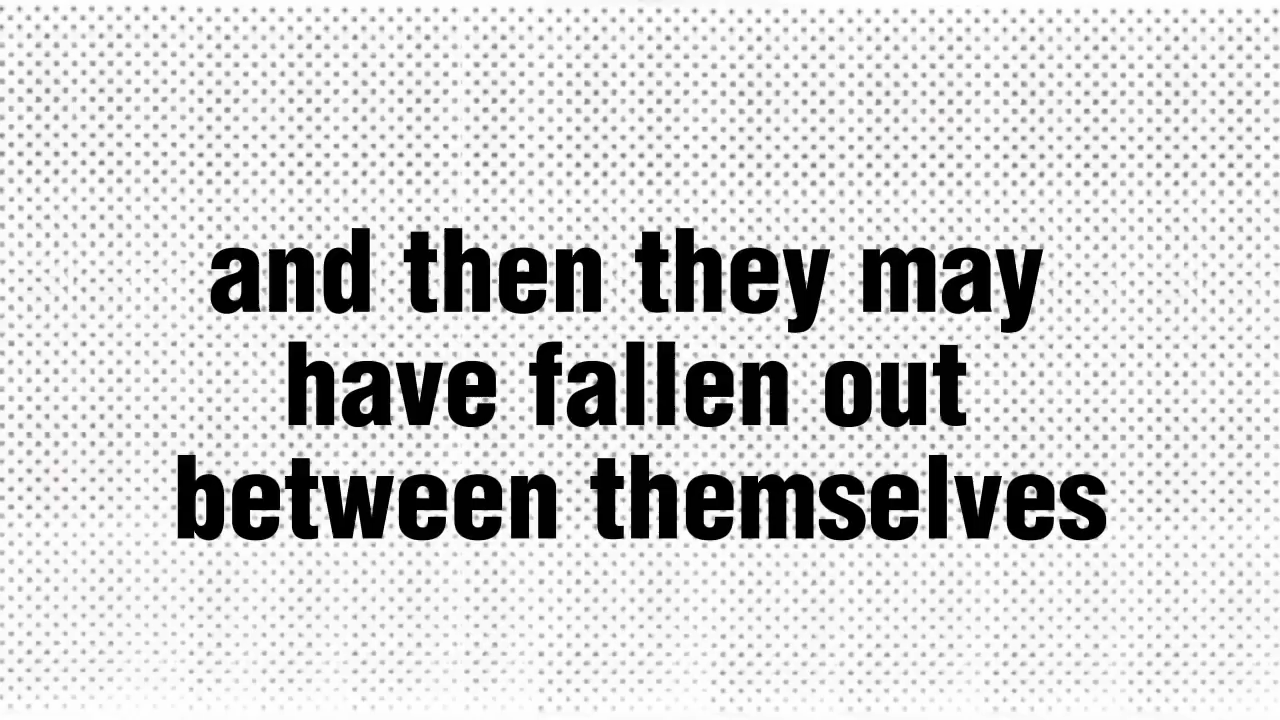 and then they may
have fallen out
between themselves